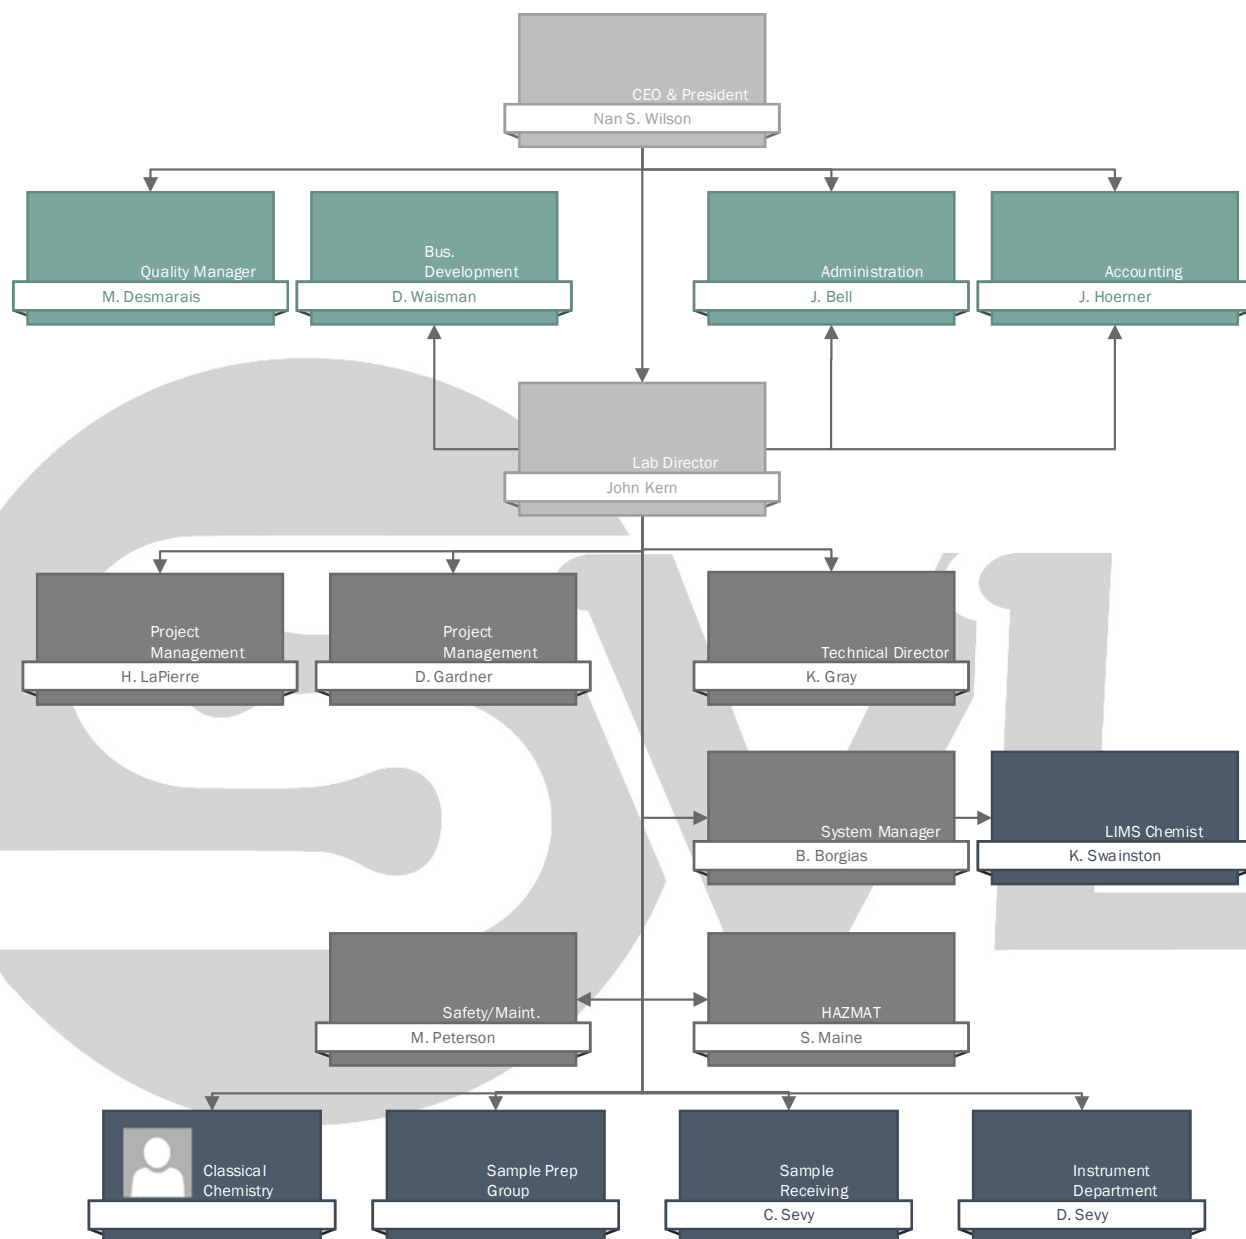 CEO & President
Nan S. Wilson
Quality Manager
M. Desmarais
Bus.
Development
D. Waisman
Administration
J. Bell
Accounting
J. Hoerner
Lab Director
John Kern
Project
Management
H. LaPierre
Project
Management
D. Gardner
Technical Director
K. Gray
System Manager
B. Borgias
LIMS Chemist
K. Swainston
Safety/Maint.
M. Peterson
HAZMAT
S. Maine
Classical
Chemistry
Sample Prep
Group
Sample
Receiving
C. Sevy
Instrument
Department
D. Sevy
SVL